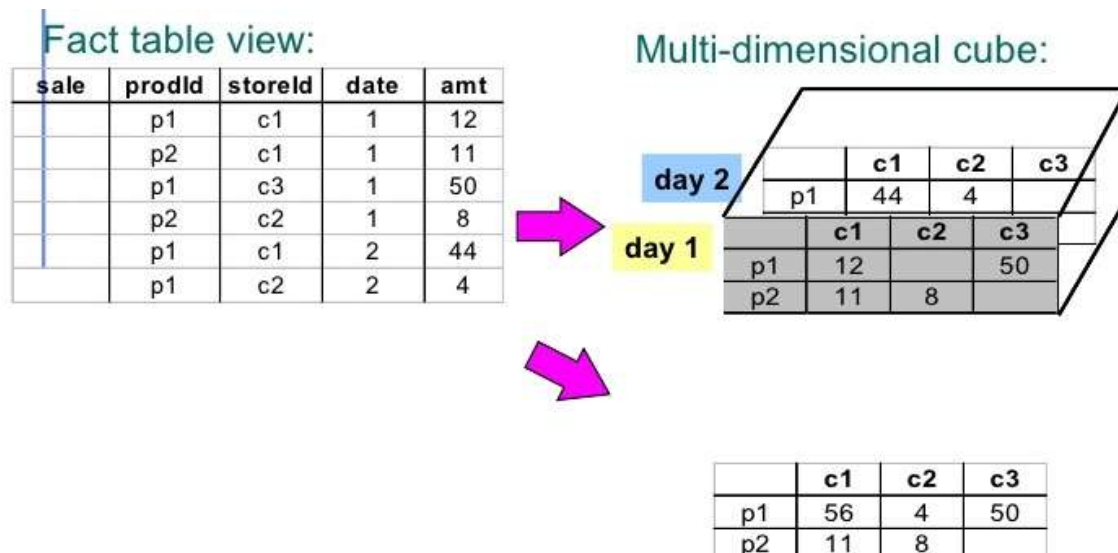 Fact table view:
sale prodId storeId date amt
p1 c1 1 12
p2 c1 1 11
p1 c3 1 50
p2 c2 1 8
p1 c1 2 44
p1 c2 2 4
Multi-dimensional cube:
day 2
c1 c2 c3
p1 44 4
day 1
c1 c2 c3
p1 12 50
p2 11 8
c1 c2 c3
p1 56 4 50
p2 11 8